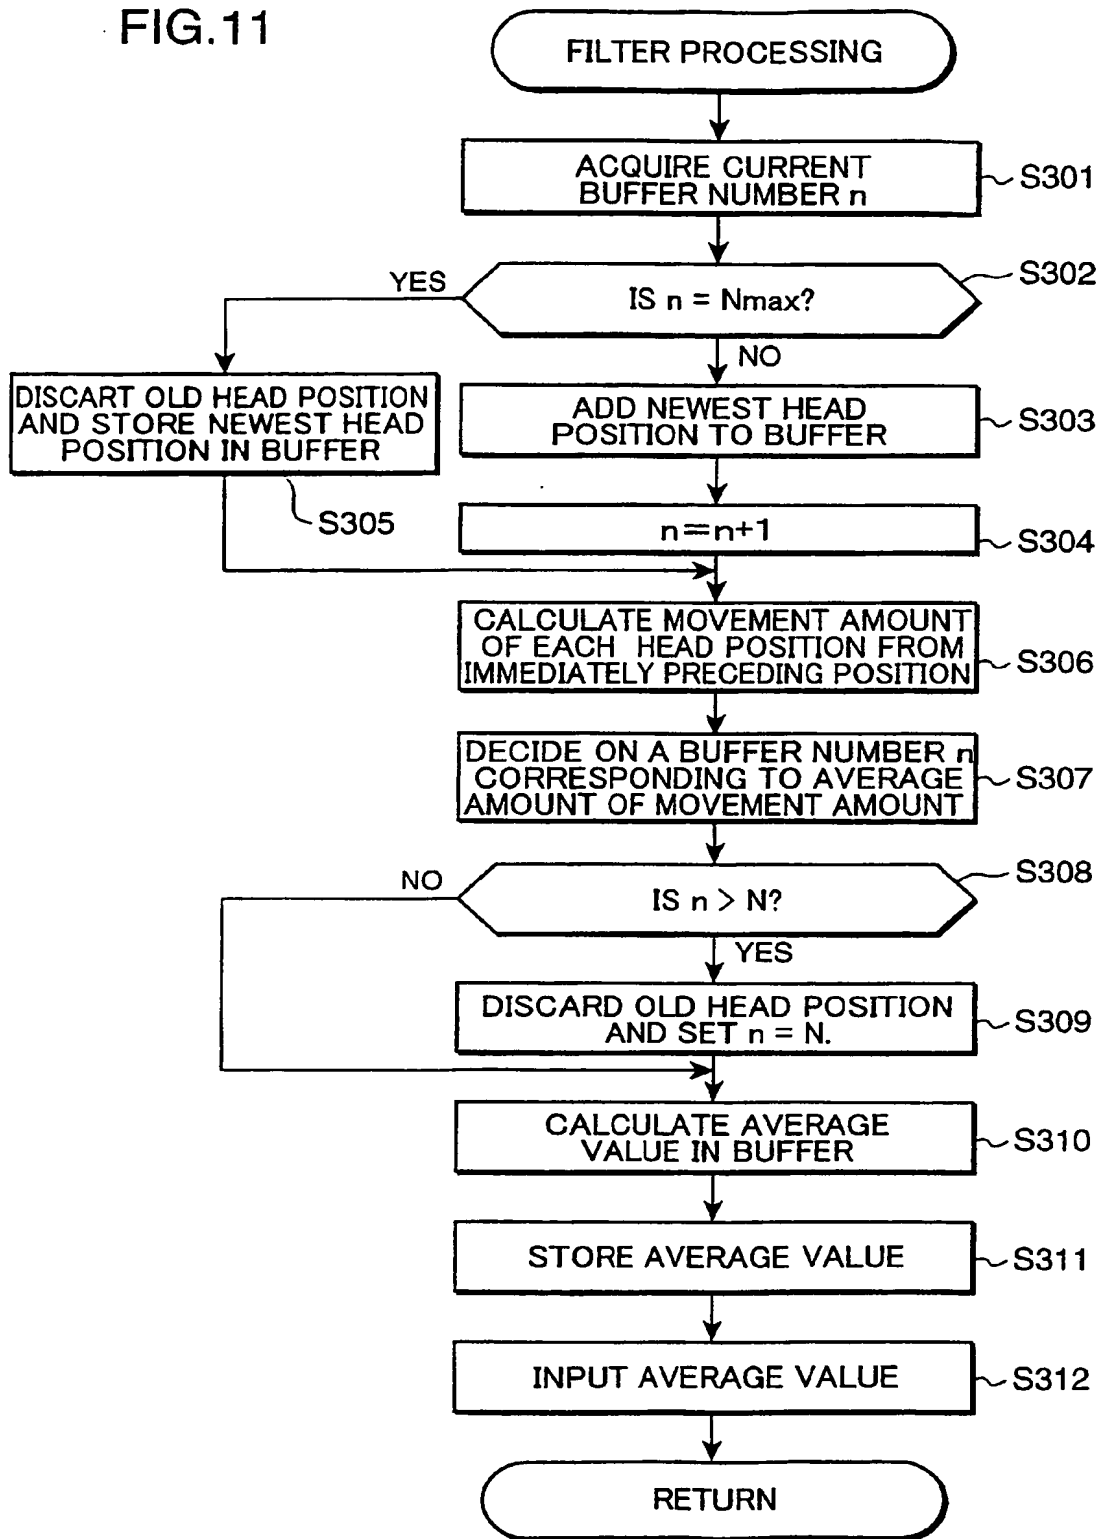 FIG.11
FILTER PROCESSING
ACQUIRE CURRENT
BUFFER NUMBER n
S301
IS n = Nmax?
S302
YES
NO
DISCART OLD HEAD POSITION
AND STORE NEWEST HEAD
POSITION IN BUFFER
S305
ADD NEWEST HEAD
POSITION TO BUFFER
S303
n=n+1
S304
CALCULATE MOVEMENT AMOUNT
OF EACH HEAD POSITION FROM
IMMEDIATELY PRECEDING POSITION
S306
DECIDE ON A BUFFER NUMBER n
CORRESPONDING TO AVERAGE
AMOUNT OF MOVEMENT AMOUNT
S307
IS n > N?
S308
NO
YES
DISCARD OLD HEAD POSITION
AND SET n = N.
S309
CALCULATE AVERAGE
VALUE IN BUFFER
S310
STORE AVERAGE VALUE
S311
INPUT AVERAGE VALUE
S312
RETURN